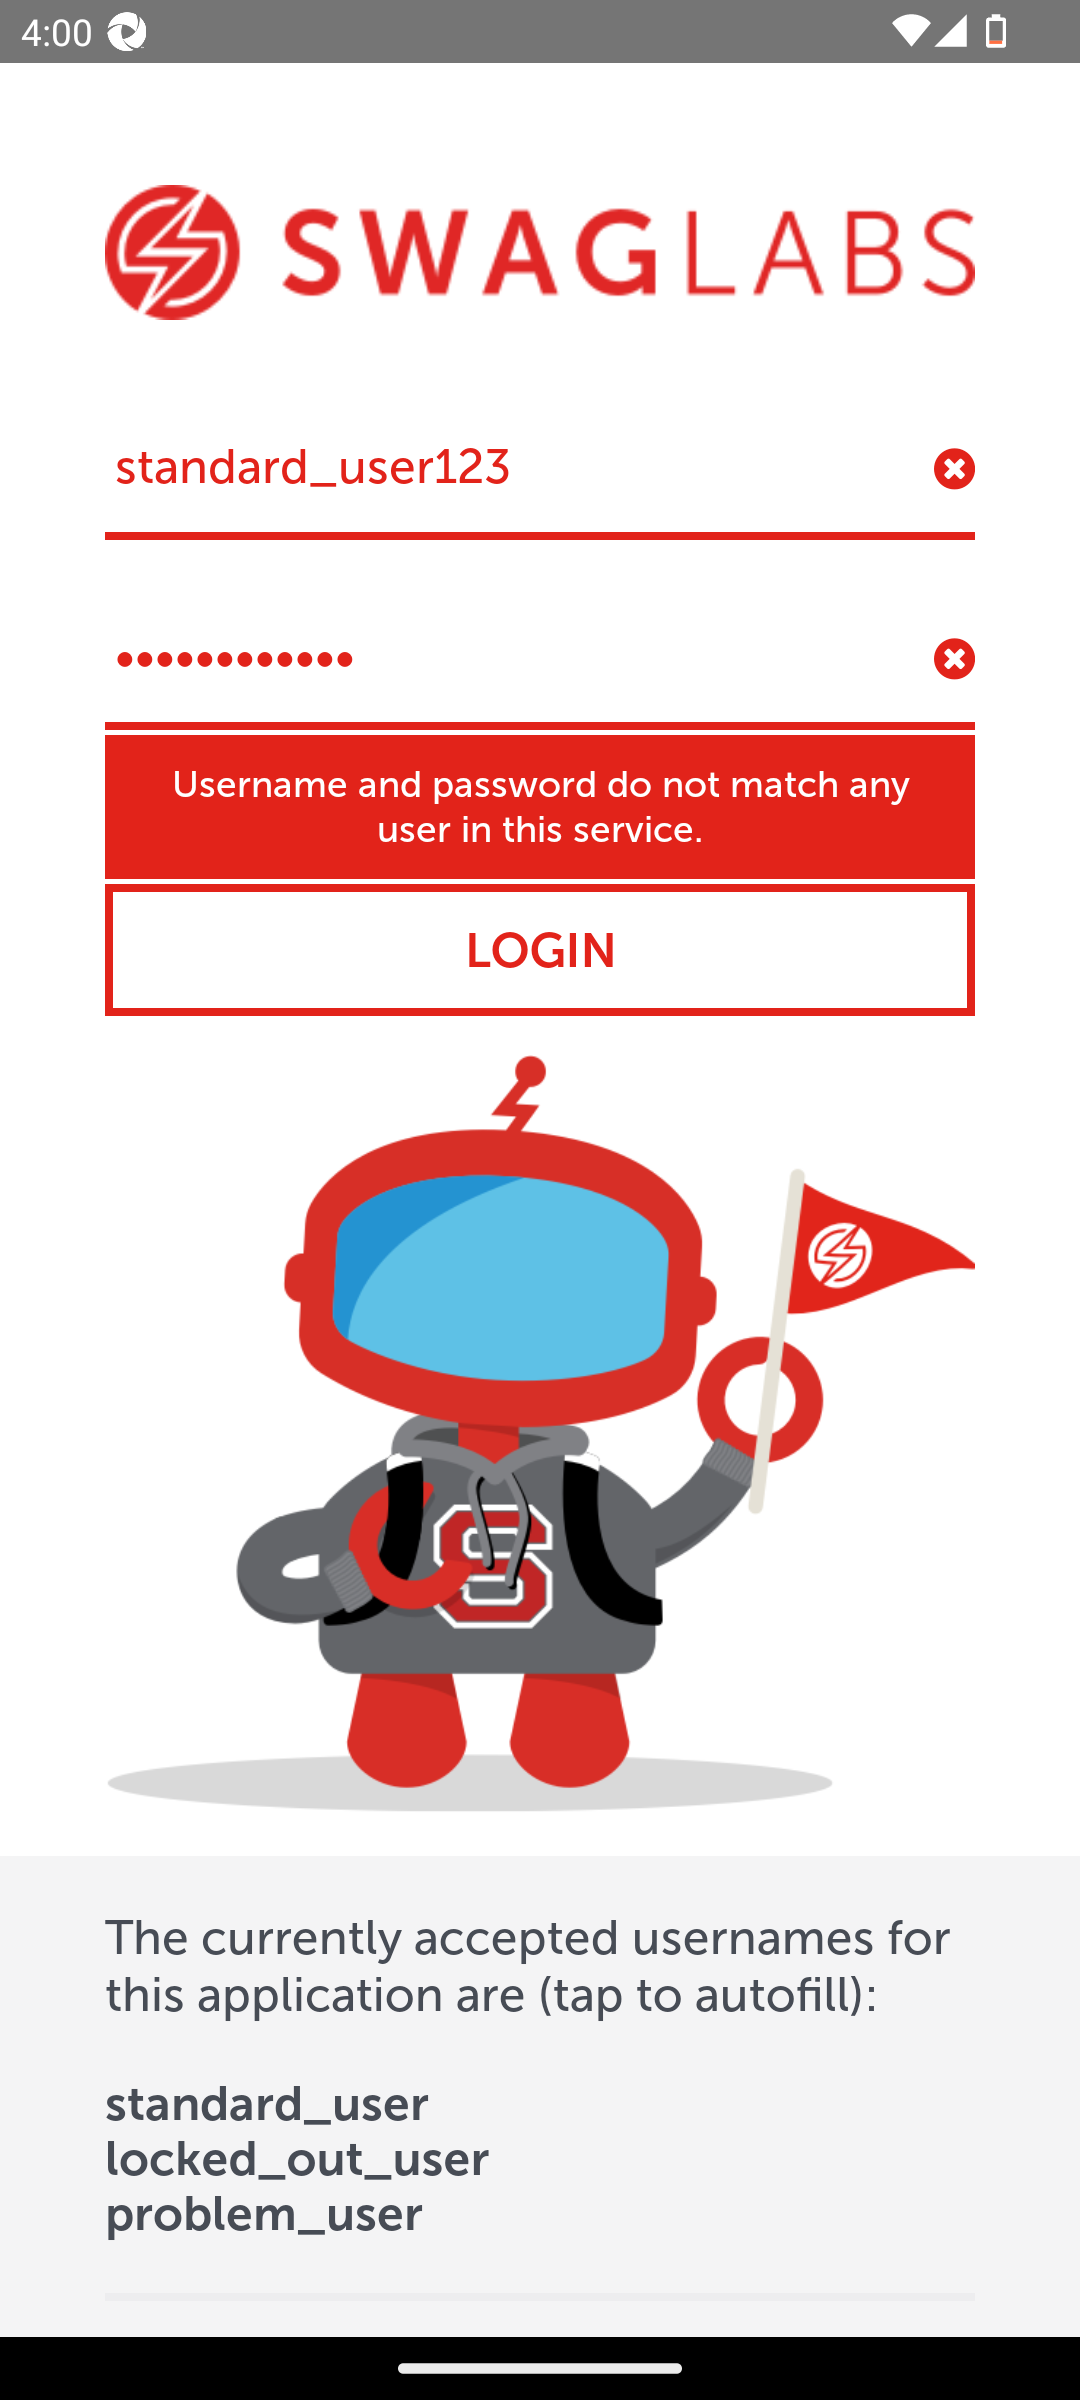 4:00
SWAGLABS
standard_user123
••••••••••••
Username and password do not match any
user in this service.
LOGIN
S
The currently accepted usernames for
this application are (tap to autofill):
standard_user
locked_out_user
problem_user